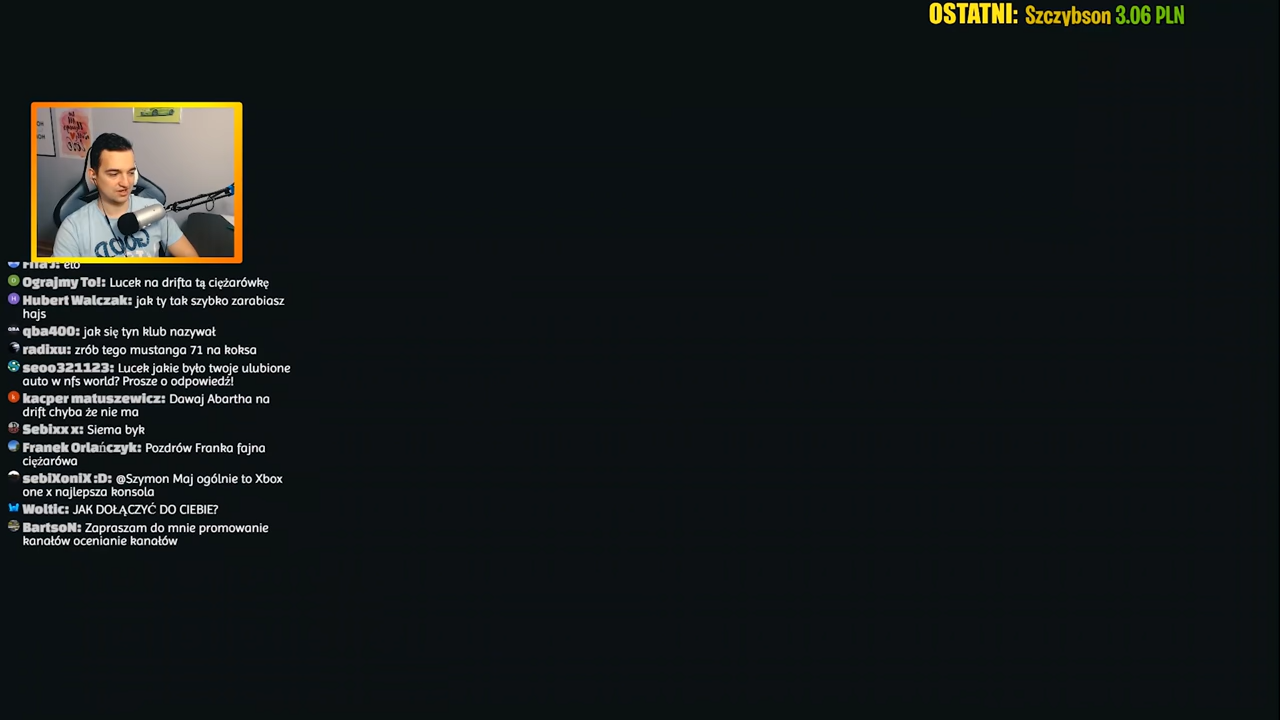 OSTATNI: Szczybson 3.06 PLN
Fifa J: elo
Ograjmy To!: Lucek na drifta tą ciężarówkę
Hubert Walczak: jak ty tak szybko zarabiasz
hajs
qba400: jak się tyn klub nazywał
radixu: zrób tego mustanga 71 na koksa
seoo321123: Lucek jakie było twoje ulubione
auto w nfs world? Prosze o odpowiedź!
kacper matuszewicz: Dawaj Abartha na
drift chyba że nie ma
Sebixx x: Siema byk
Franek Orlańczyk: Pozdrów Franka fajna
ciężarówa
sebiXoniX :D: @Szymon Maj ogólnie to Xbox
one x najlepsza konsola
Woltic: JAK DOŁĄCZYĆ DO CIEBIE?
BartsoN: Zapraszam do mnie promowanie
kanałów ocenianie kanałów
GOOD